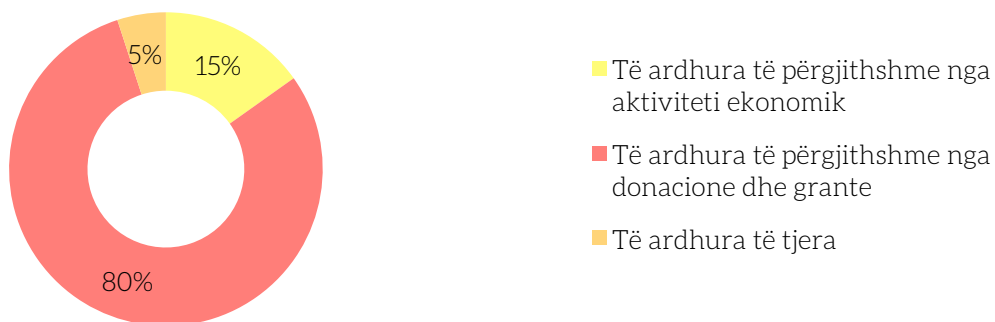 5%
15%
80%
Të ardhura të përgjithshme nga
aktiviteti ekonomik
Të ardhura të përgjithshme nga
donacione dhe grante
Të ardhura të tjera